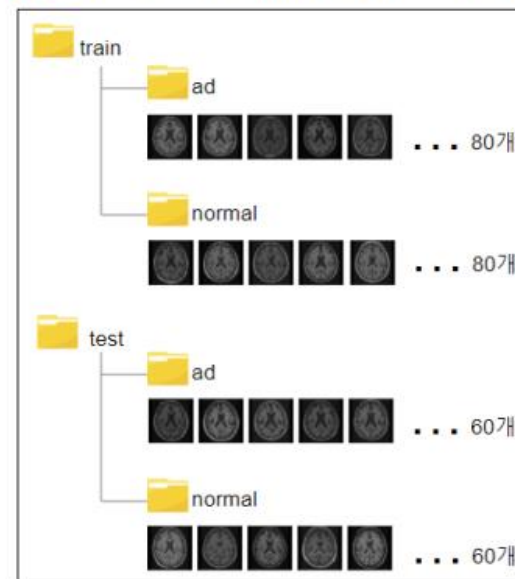 train
ad
... 80개
normal
... 80개
test
ad
... 60개
normal
... 60개